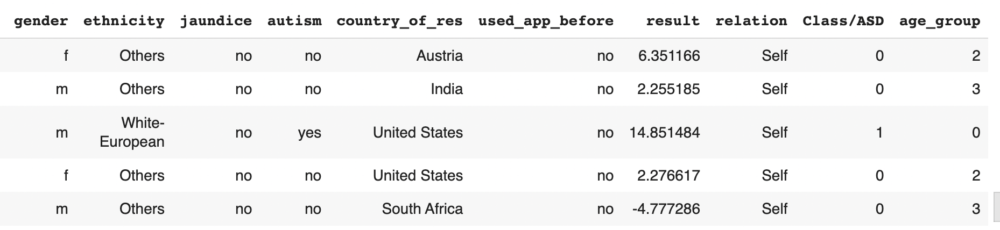 gender ethnicity jaundice autism country_of_res used_app_before result relation Class/ASD age_group
f Others no no Austria no 6.351166 Self 0 2
m Others no no India no 2.255185 Self 0 3
White-
m European no yes United States no 14.851484 Self 1 0
f Others no no United States no 2.276617 Self 0 2
m Others no no South Africa no -4.777286 Self 0 3